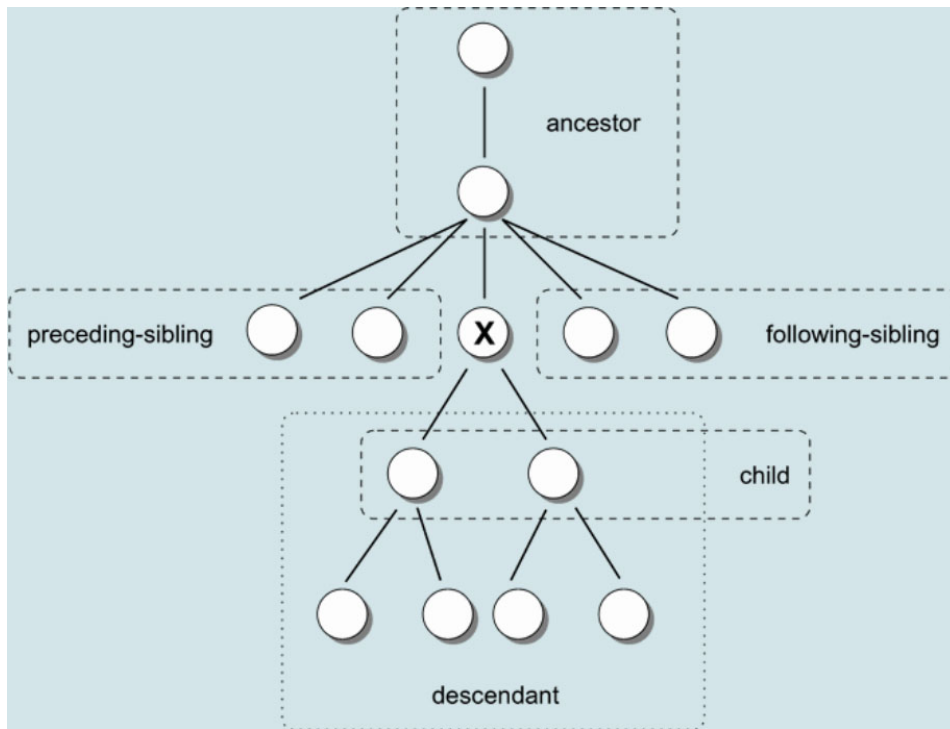 ancestor
preceding-sibling
X
following-sibling
child
descendant